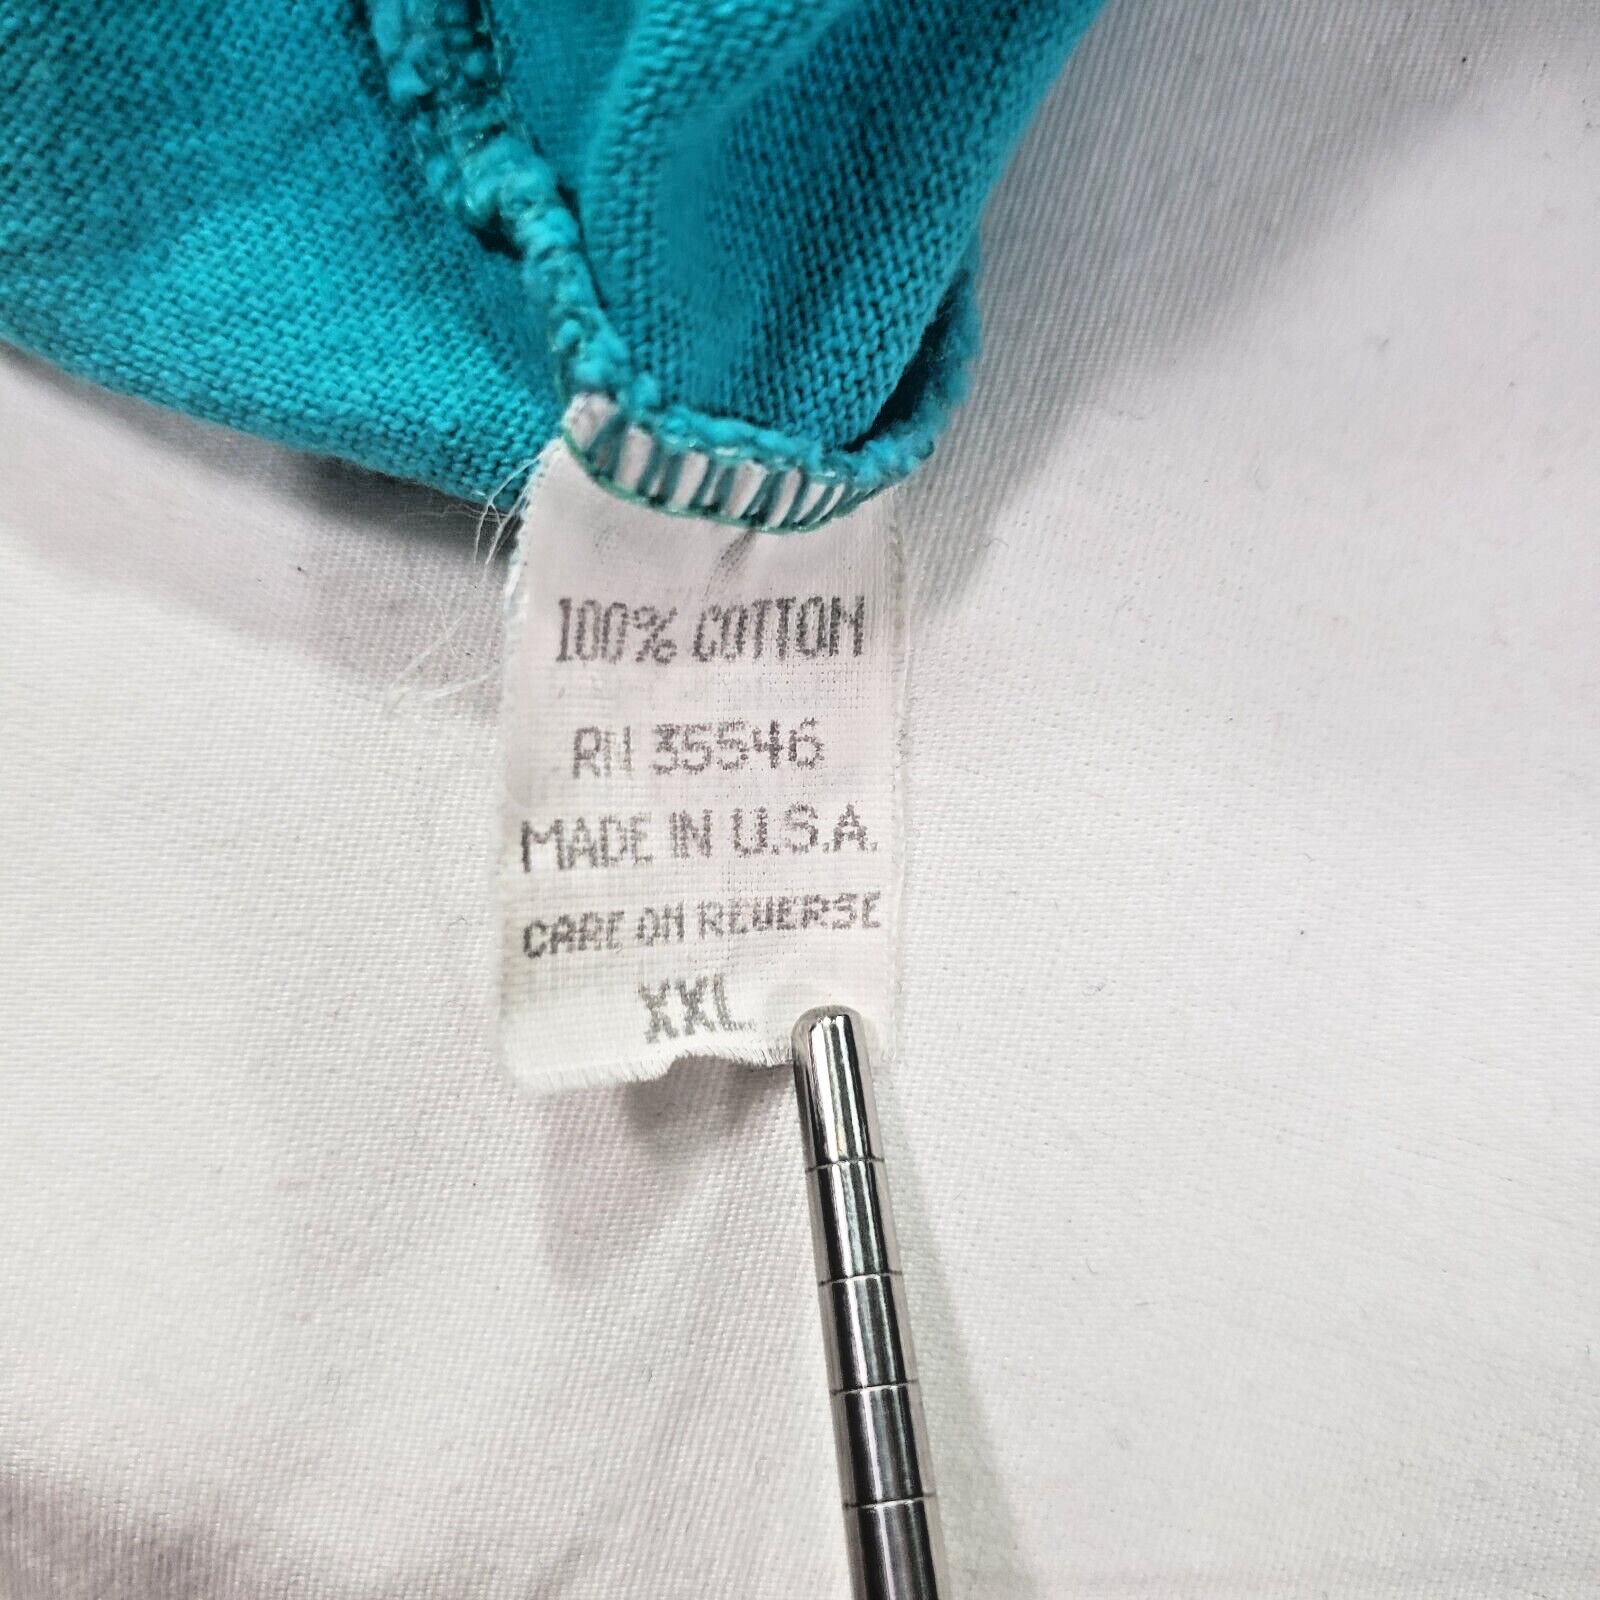 100% COTTON
RN 35546
MADE IN U.S.A.
CARE ON REVERSE
XXL